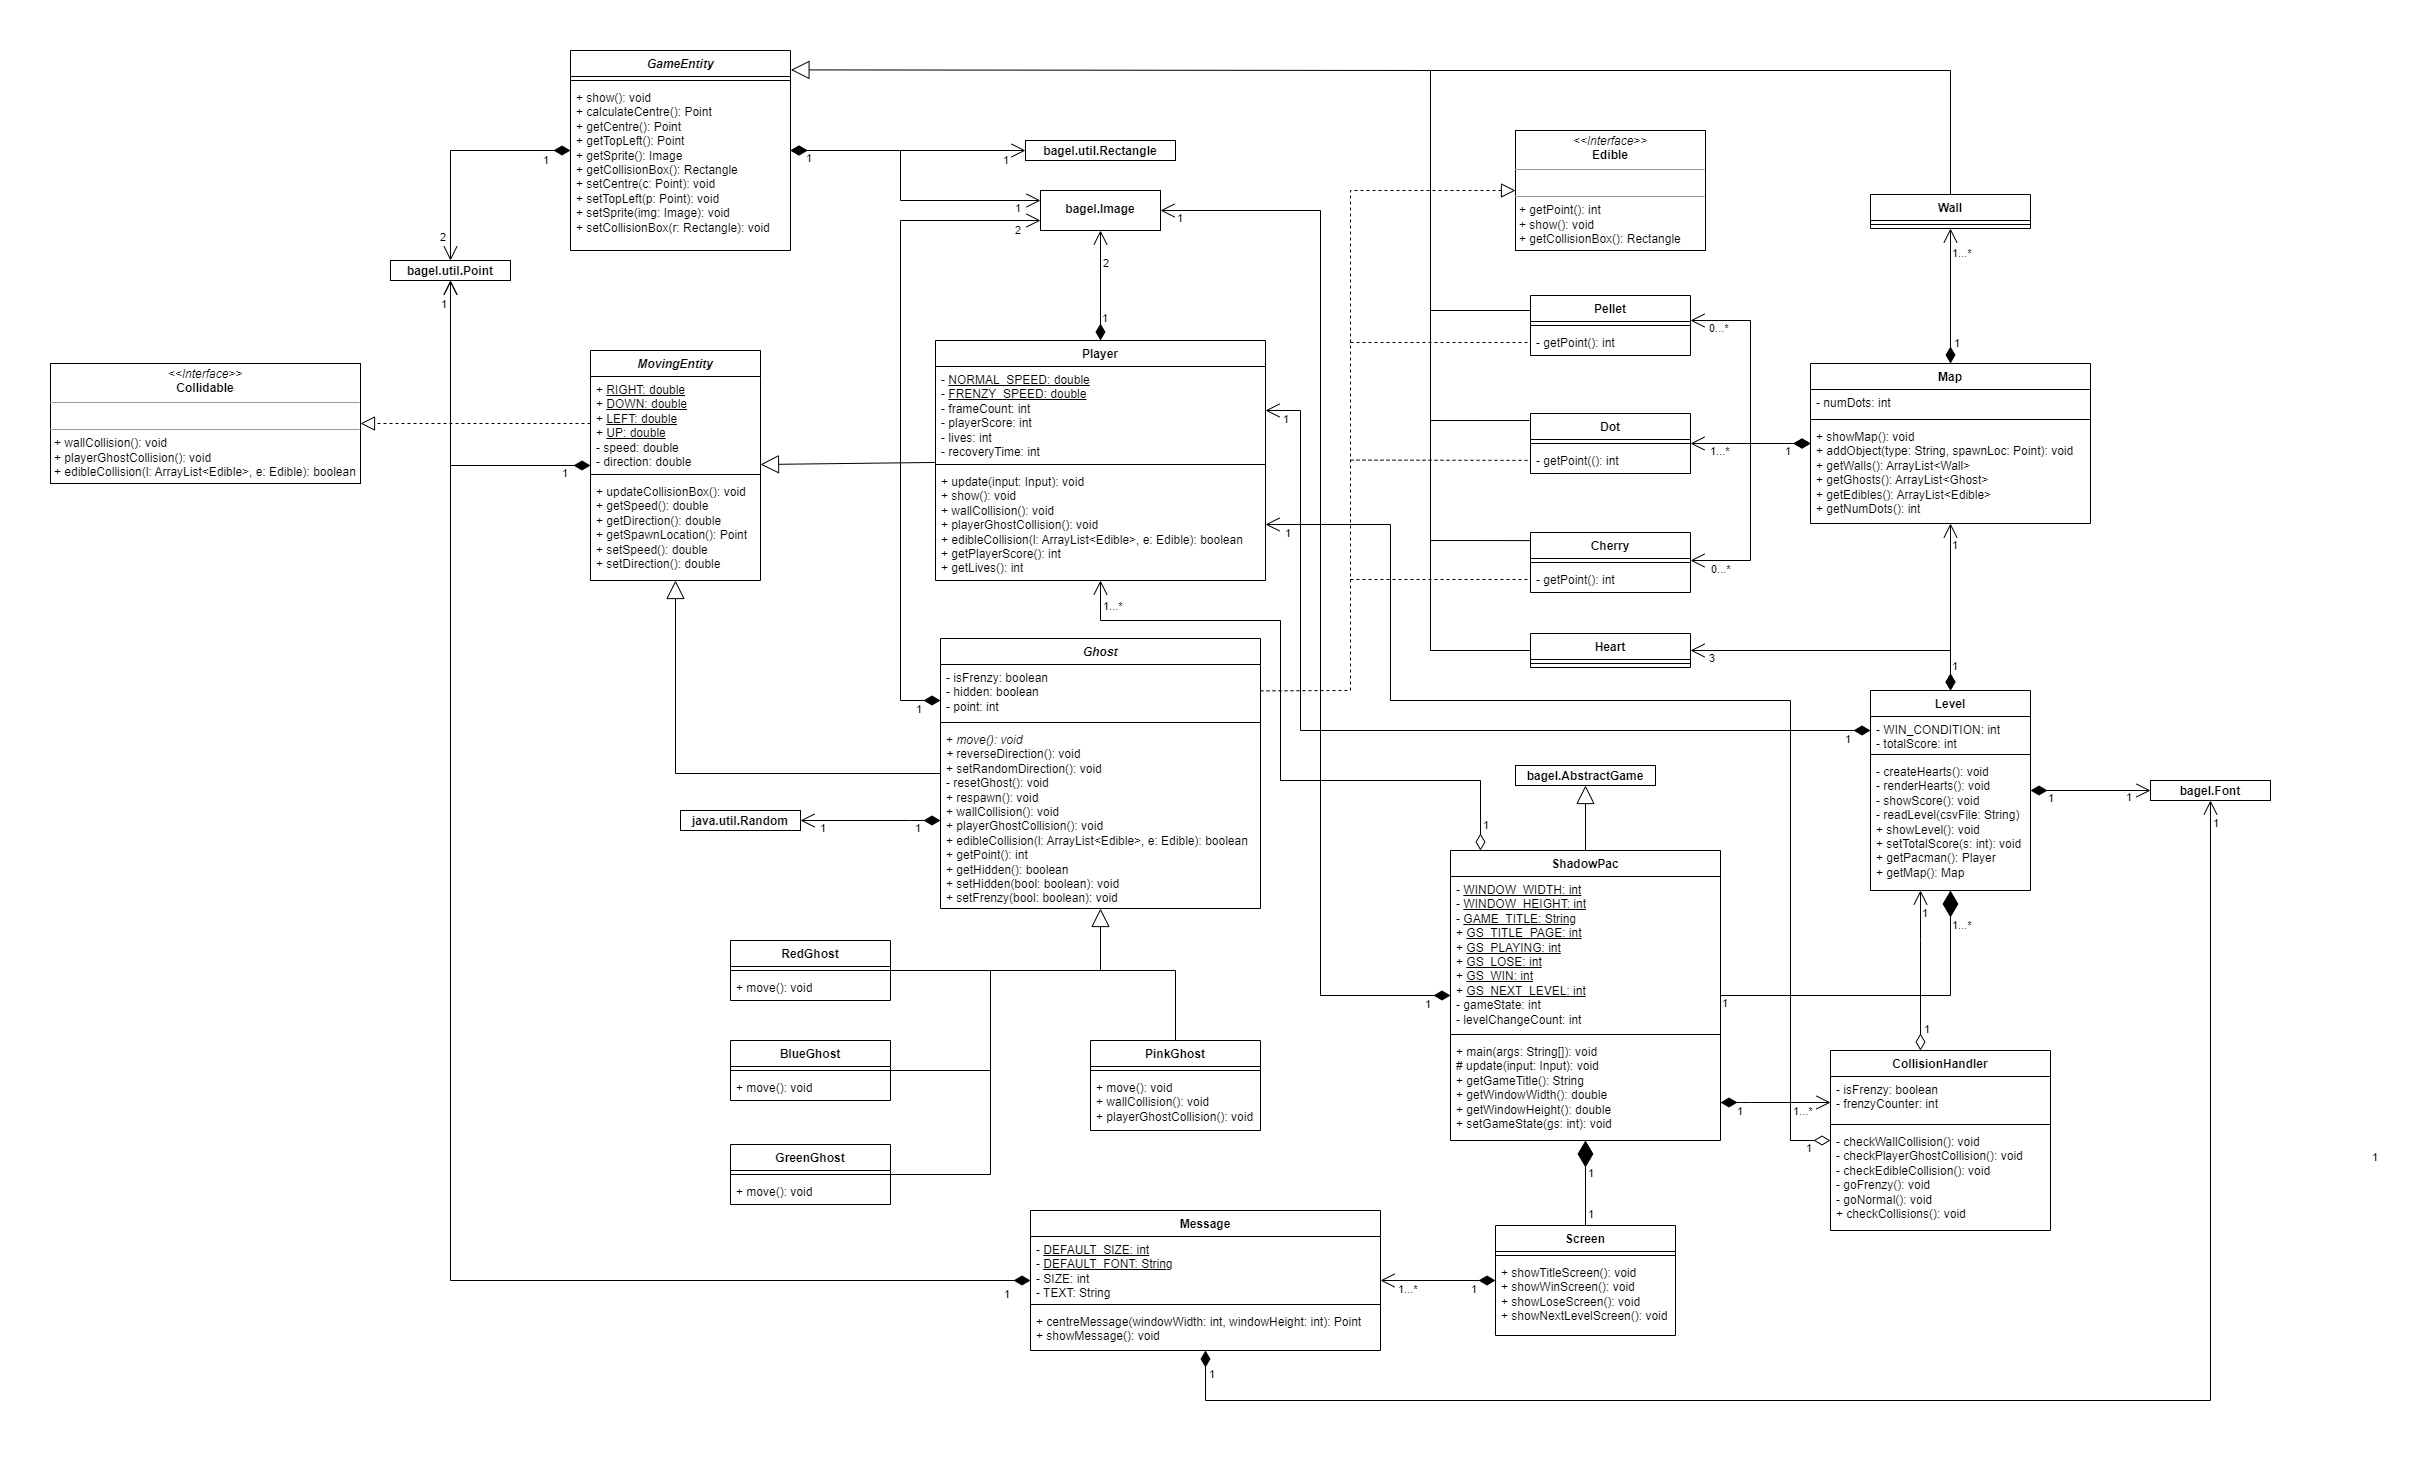 GameEntity
+ show(): void
+ calculateCentre(): Point
+ getCentre(): Point
+ getTopLeft(): Point
+ getSprite(): Image
+ getCollisionBox(): Rectangle
+ setCentre(c: Point): void
+ setTopLeft(p: Point): void
+ setSprite(img: Image): void
+ setCollisionBox(r: Rectangle): void
1
1
2
bagel.util.Rectangle
1
bagel.Image
1
2
1
2
1
bagel.util.Point
1
<<Interface>>
Edible
+ getPoint(): int
+ show(): void
+ getCollisionBox(): Rectangle
Wall
1...*
1
Pellet
- getPoint(): int
0...*
Dot
- getPoint((): int
1...*
1
Cherry
- getPoint(): int
0...*
Heart
3
Map
- numDots: int
+ showMap(): void
+ addObject(type: String, spawnLoc: Point): void
+ getWalls(): ArrayList<Wall>
+ getGhosts(): ArrayList<Ghost>
+ getEdibles(): ArrayList<Edible>
+ getNumDots(): int
1
1
<<Interface>>
Collidable
+ wallCollision(): void
+ playerGhostCollision(): void
+ edibleCollision(l: ArrayList<Edible>, e: Edible): boolean
MovingEntity
+ RIGHT: double
+ DOWN: double
+ LEFT: double
+ UP: double
- speed: double
- direction: double
+ updateCollisionBox(): void
+ getSpeed(): double
+ getDirection(): double
+ getSpawnLocation(): Point
+ setSpeed(): double
+ setDirection(): double
1
Player
- NORMAL_SPEED: double
- FRENZY_SPEED: double
- frameCount: int
- playerScore: int
- lives: int
- recoveryTime: int
+ update(input: Input): void
+ show(): void
+ wallCollision(): void
+ playerGhostCollision(): void
+ edibleCollision(l: ArrayList<Edible>, e: Edible): boolean
+ getPlayerScore(): int
+ getLives(): int
1
1
1...*
Ghost
- isFrenzy: boolean
- hidden: boolean
- point: int
+ move(): void
+ reverseDirection(): void
+ setRandomDirection(): void
- resetGhost(): void
+ respawn(): void
+ wallCollision(): void
+ playerGhostCollision(): void
+ edibleCollision(l: ArrayList<Edible>, e: Edible): boolean
+ getPoint(): int
+ getHidden(): boolean
+ setHidden(bool: boolean): void
+ setFrenzy(bool: boolean): void
1
1
java.util.Random
1
Level
- WIN_CONDITION: int
- totalScore: int
- createHearts(): void
- renderHearts(): void
- showScore(): void
- readLevel(csvFile: String)
+ showLevel(): void
+ setTotalScore(s: int): void
+ getPacman(): Player
+ getMap(): Map
1
1
1
bagel.Font
1
1
1...*
bagel.AbstractGame
1
ShadowPac
- WINDOW_WIDTH: int
- WINDOW_HEIGHT: int
- GAME_TITLE: String
+ GS_TITLE_PAGE: int
+ GS_PLAYING: int
+ GS_LOSE: int
+ GS_WIN: int
+ GS_NEXT_LEVEL: int
- gameState: int
- levelChangeCount: int
+ main(args: String[]): void
# update(input: Input): void
+ getGameTitle(): String
+ getWindowWidth(): double
+ getWindowHeight(): double
+ setGameState(gs: int): void
1
1
1
1...*
1
1
1
CollisionHandler
- isFrenzy: boolean
- frenzyCounter: int
- checkWallCollision(): void
- checkPlayerGhostCollision(): void
- checkEdibleCollision(): void
- goFrenzy(): void
- goNormal(): void
+ checkCollisions(): void
1
1
RedGhost
+ move(): void
BlueGhost
+ move(): void
GreenGhost
+ move(): void
PinkGhost
+ move(): void
+ wallCollision(): void
+ playerGhostCollision(): void
Message
- DEFAULT_SIZE: int
- DEFAULT_FONT: String
- SIZE: int
- TEXT: String
+ centreMessage(windowWidth: int, windowHeight: int): Point
+ showMessage(): void
1
1
1...*
1
1
Screen
+ showTitleScreen(): void
+ showWinScreen(): void
+ showLoseScreen(): void
+ showNextLevelScreen(): void